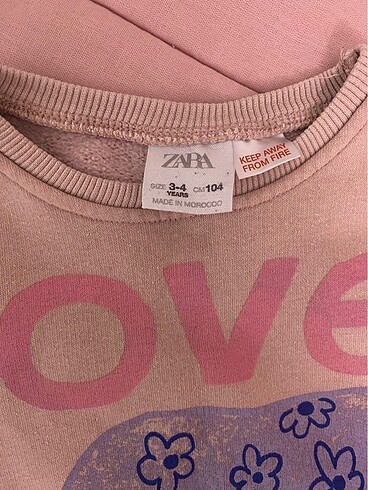 ZARA
SIZE 3-4 CM 104
YEARS
MADE IN MOROCCO
KEEP AWAY
FROM FIRE
OVE